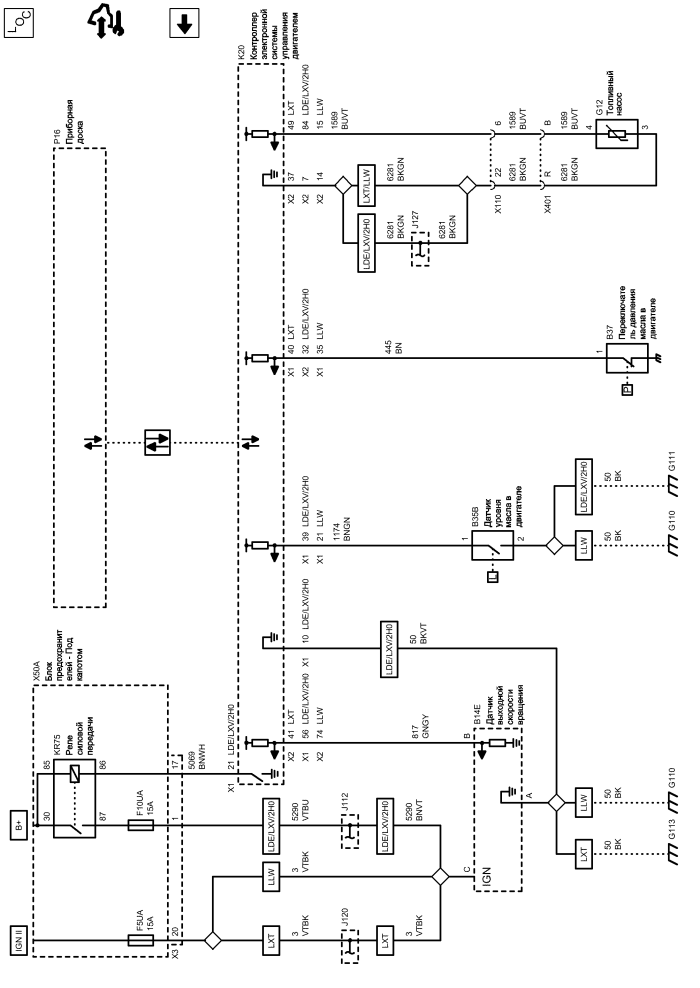 LOC
P16
Приборная
доска
K20
Контроллер
электронной
системы
управления
двигателем
X50A
Блок
предохранит
елей - Под
капотом
KR75
Реле
силовой
передачи
85
86
30
87
B+
IGN II
F10UA
15A
F5UA
15A
X3
20
1
17
5069
BNWH
X1
21 LDE/LXV/2H0
X2 41 LXT
X1 56 LDE/LXV/2H0
X2 74 LLW
X1 10 LDE/LXV/2H0
X1 39 LDE/LXV/2H0
X1 21 LLW
1174
BNGN
X1 40 LXT
X2 32 LDE/LXV/2H0
X1 35 LLW
X2 37
X2 7
X2 14
49 LXT
84 LDE/LXV/2H0
15 LLW
1589
BUVT
LXT/LLW
LDE/LXV/2H0
6281
BKGN
6281
BKGN
J127
6281
BKGN
X110
22
6
6281
BKGN
1589
BUVT
X401
R
B
6281
BKGN
1589
BUVT
4
3
G12
Топливный
насос
445
BN
1
B37
Переключате
ль давления
масла в
двигателе
P
1
B35B
Датчик
уровня
масла в
двигателе
L
2
LLW
LDE/LXV/2H0
50
BK
50
BK
G110
G111
LDE/LXV/2H0
50
BKVT
817
GNGY
B
B14E
Датчик
выходной
скорости
вращения
IGN
C
A
LXT
LLW
50
BK
50
BK
G113
G110
LDE/LXV/2H0
5290
VTBU
J112
LDE/LXV/2H0
5290
BNVT
LLW
3
VTBK
LXT
3
VTBK
J120
LXT
3
VTBK